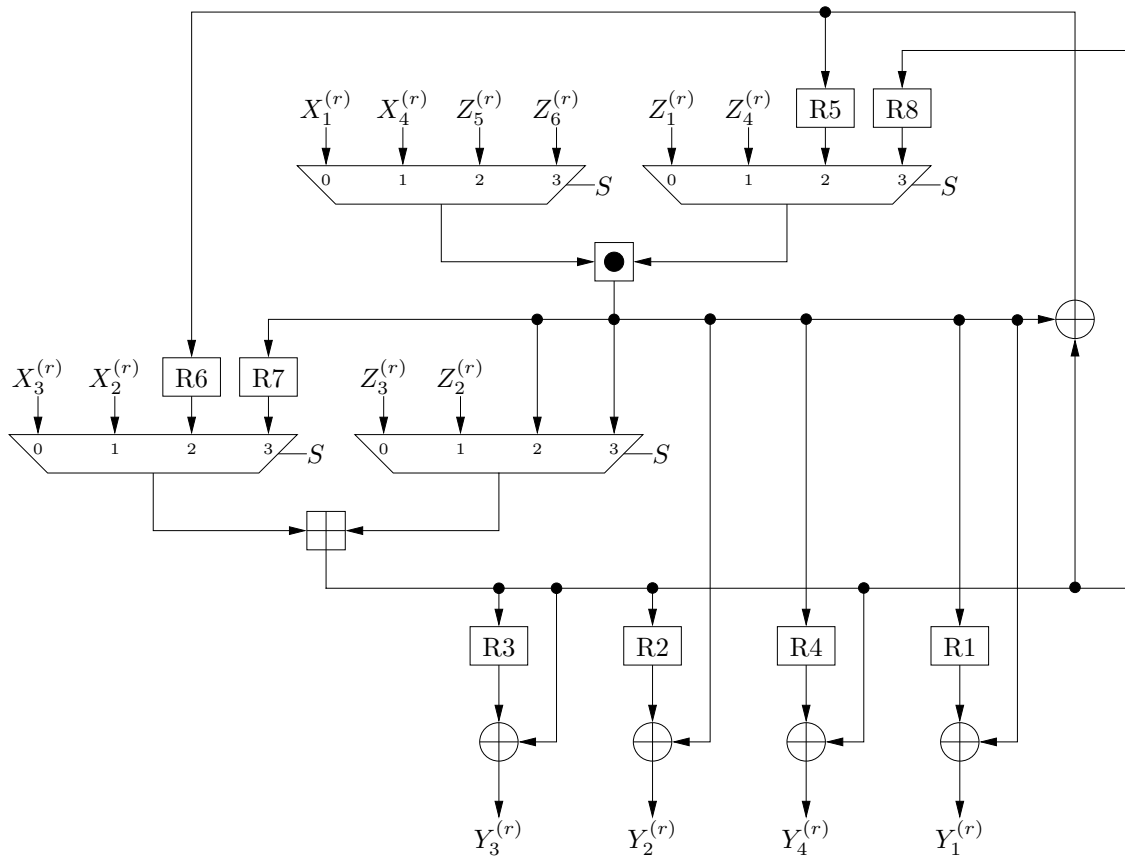 R5 R8
$X_1^{(r)}$ $X_4^{(r)}$ $Z_5^{(r)}$ $Z_6^{(r)}$ $Z_1^{(r)}$ $Z_4^{(r)}$
0 1 2 3 S 0 1 2 3 S
R6 R7
$X_3^{(r)}$ $X_2^{(r)}$ $Z_3^{(r)}$ $Z_2^{(r)}$
0 1 2 3 S 0 1 2 3 S
R3 R2 R4 R1
$Y_3^{(r)}$ $Y_2^{(r)}$ $Y_4^{(r)}$ $Y_1^{(r)}$